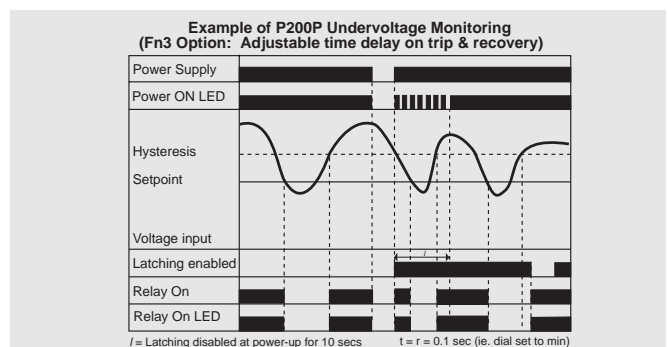 Example of P200P Undervoltage Monitoring
(Fn3 Option: Adjustable time delay on trip & recovery)
Power Supply
Power ON LED
Hysteresis
Setpoint
Voltage input
Latching enabled
l
Relay On
Relay On LED
l = Latching disabled at power-up for 10 secs
t = r = 0.1 sec (ie. dial set to min)